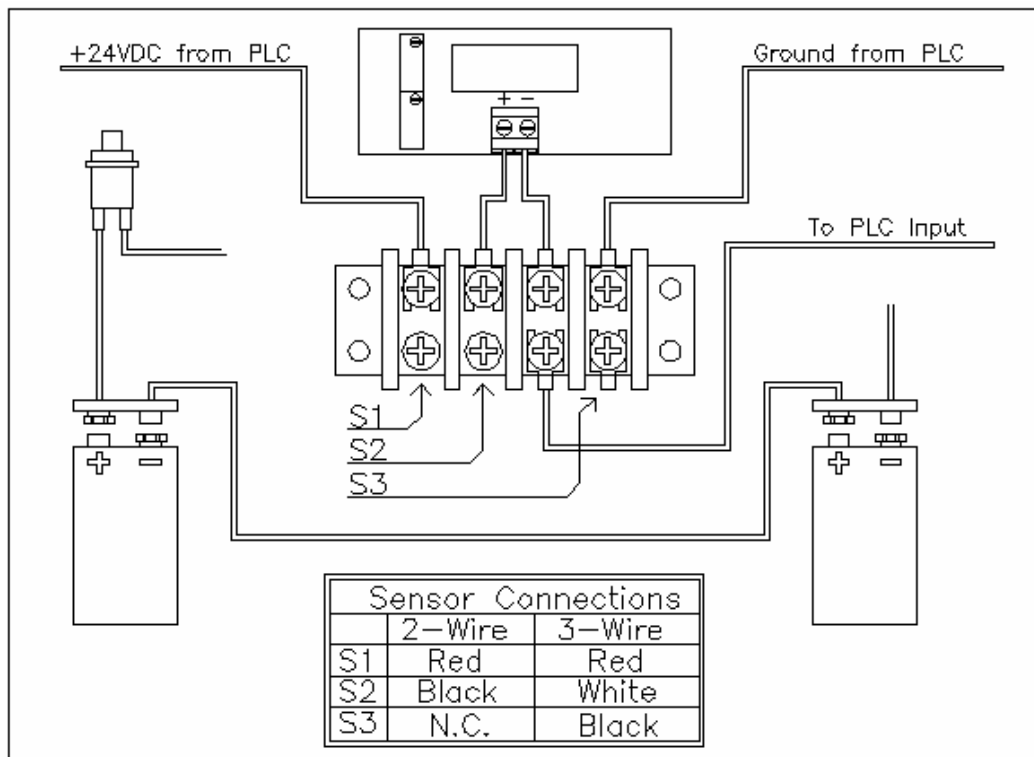 +24VDC from PLC
Ground from PLC
+ −
To PLC Input
S1
S2
S3
+ −
+ −
Sensor Connections
2−Wire 3−Wire
S1 Red Red
S2 Black White
S3 N.C. Black